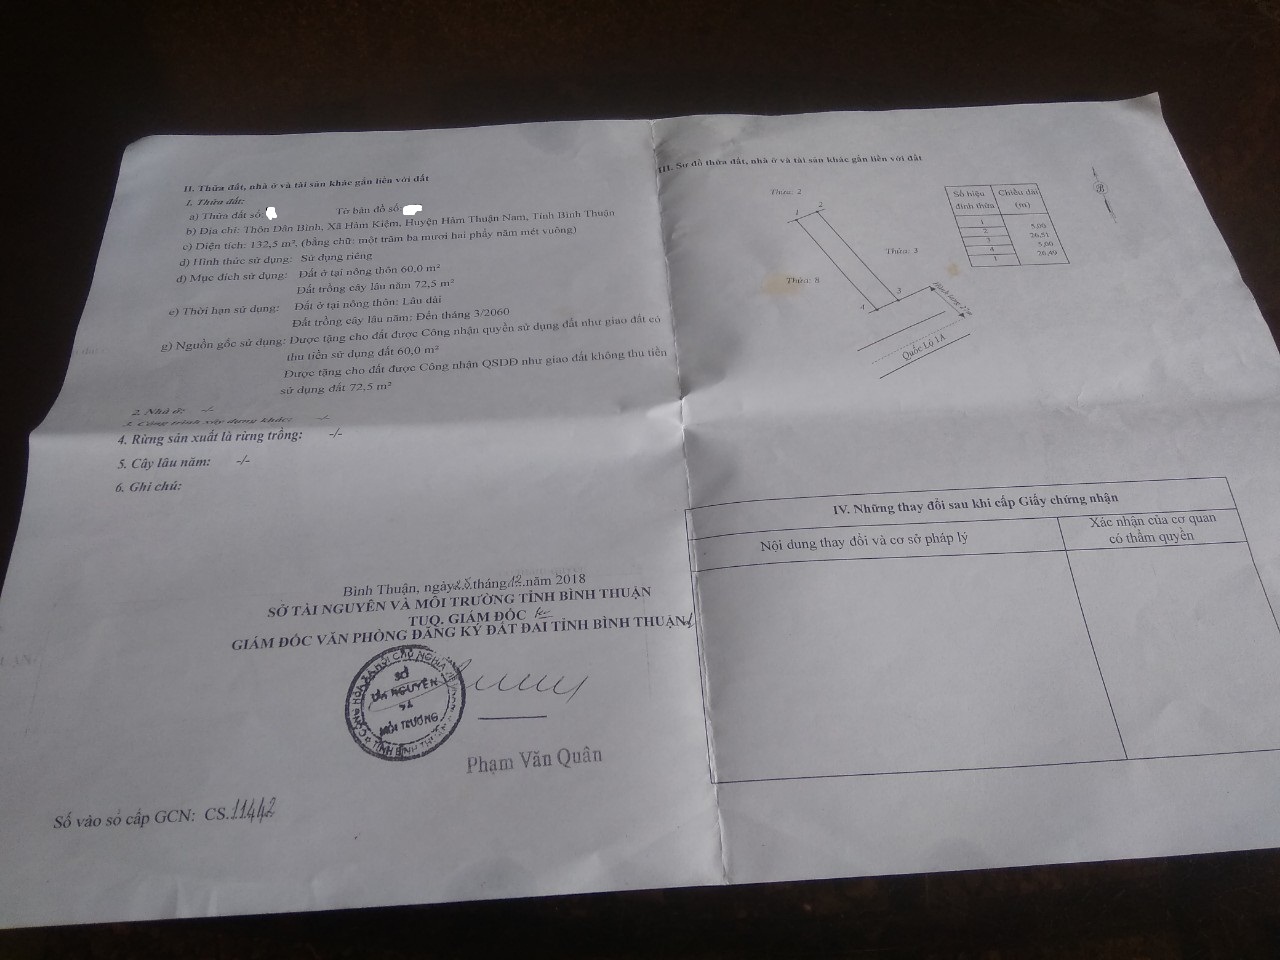 II. Thửa đất, nhà ở và tài sản khác gắn liền với đất
1. Thửa đất:
a) Thửa đất số: Tờ bản đồ số:
b) Địa chỉ: Thôn Dân Bình, Xã Hàm Kiệm, Huyện Hàm Thuận Nam, Tỉnh Bình Thuận
c) Diện tích: 132,5 m², (bằng chữ: một trăm ba mươi hai phẩy năm mét vuông)
d) Hình thức sử dụng: Sử dụng riêng
đ) Mục đích sử dụng: Đất ở tại nông thôn 60,0 m²
Đất trồng cây lâu năm 72,5 m²
e) Thời hạn sử dụng: Đất ở tại nông thôn: Lâu dài
Đất trồng cây lâu năm: Đến tháng 3/2060
g) Nguồn gốc sử dụng: Được tặng cho đất được Công nhận quyền sử dụng đất như giao đất có
thu tiền sử dụng đất 60,0 m²
Được tặng cho đất được Công nhận QSDĐ như giao đất không thu tiền
sử dụng đất 72,5 m²
2. Nhà ở: -/-
3. Công trình xây dựng khác: -/-
4. Rừng sản xuất là rừng trồng: -/-
5. Cây lâu năm: -/-
6. Ghi chú:
Bình Thuận, ngày tháng 12 năm 2018
SỞ TÀI NGUYÊN VÀ MÔI TRƯỜNG TỈNH BÌNH THUẬN
TUQ. GIÁM ĐỐC
GIÁM ĐỐC VĂN PHÒNG ĐĂNG KÝ ĐẤT ĐAI TỈNH BÌNH THUẬN
SỞ
TÀI NGUYÊN
VÀ
MÔI TRƯỜNG
TỈNH BÌNH THUẬN
Phạm Văn Quân
Số vào sổ cấp GCN: CS.11442
III. Sơ đồ thửa đất, nhà ở và tài sản khác gắn liền với đất
Thửa: 2
1 2
Thửa: 3
Thửa: 8
4 3
Quốc Lộ 1A
B
Số hiệu đỉnh thửa
Chiều dài (m)
1
2
3
4
1
5,00
26,51
5,00
26,49
IV. Những thay đổi sau khi cấp Giấy chứng nhận
Nội dung thay đổi và cơ sở pháp lý
Xác nhận của cơ quan
có thẩm quyền